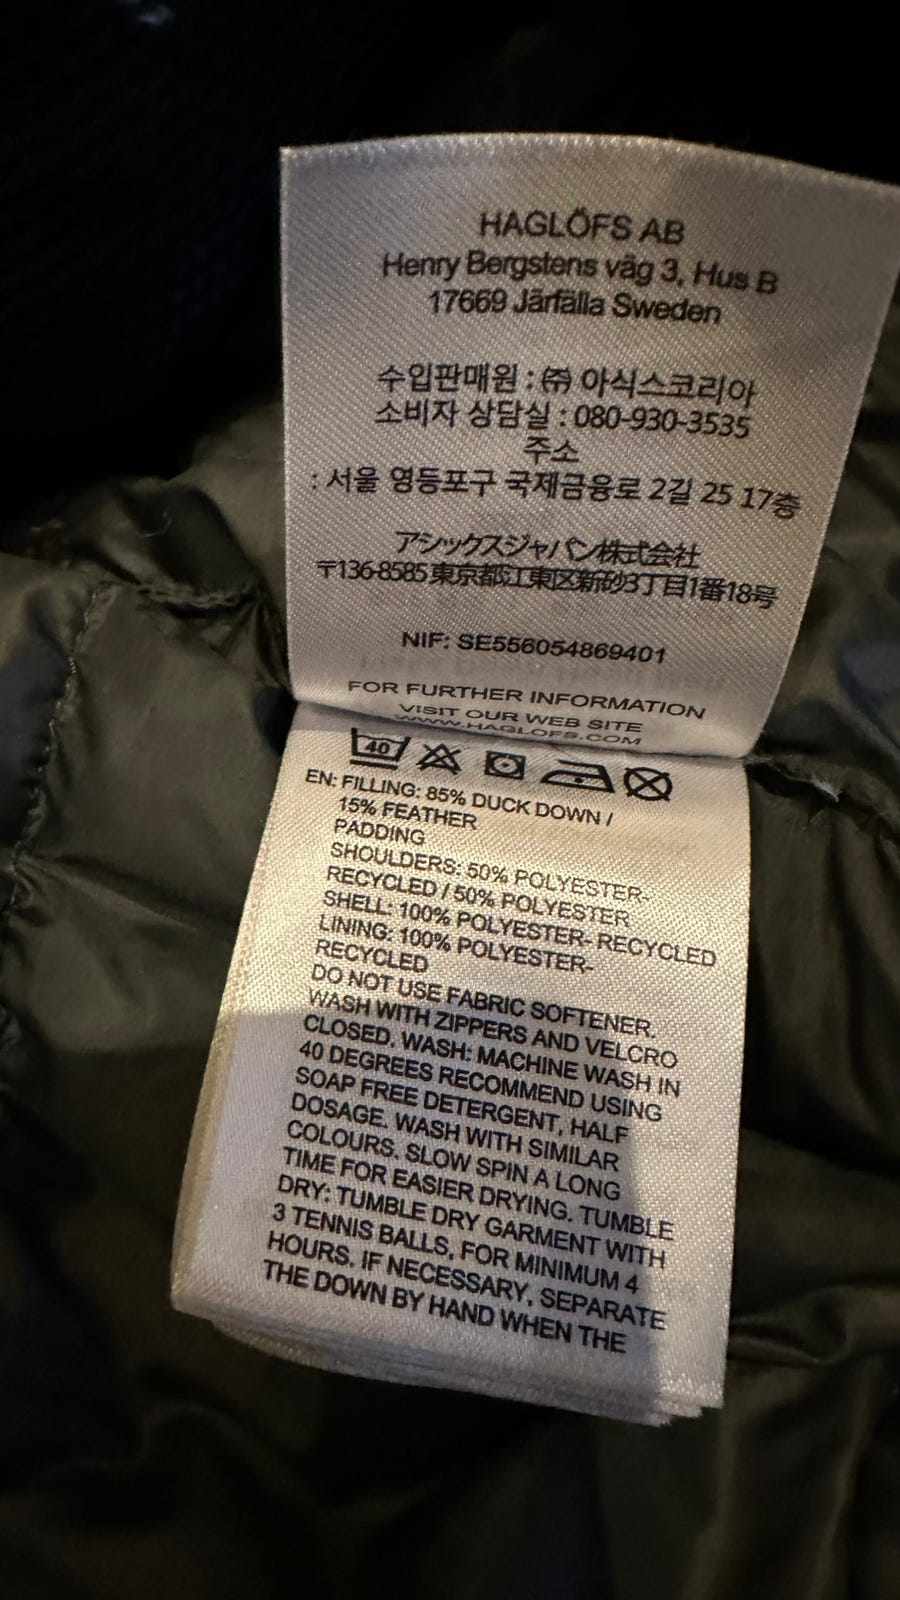 HAGLÖFS AB
Henry Bergstens väg 3, Hus B
17669 Järfälla Sweden
수입판매원 : ㈜ 아식스코리아
소비자 상담실 : 080-930-3535
주소
: 서울 영등포구 국제금융로 2길 25 17층
アシックスジャパン株式会社
〒136-8585 東京都江東区新砂3丁目1番18号
NIF: SE556054869401
FOR FURTHER INFORMATION
VISIT OUR WEB SITE
WWW.HAGLOFS.COM
40
EN: FILLING: 85% DUCK DOWN /
15% FEATHER
PADDING
SHOULDERS: 50% POLYESTER-
RECYCLED / 50% POLYESTER
SHELL: 100% POLYESTER- RECYCLED
LINING: 100% POLYESTER-
RECYCLED
DO NOT USE FABRIC SOFTENER.
WASH WITH ZIPPERS AND VELCRO
CLOSED. WASH: MACHINE WASH IN
40 DEGREES RECOMMEND USING
SOAP FREE DETERGENT, HALF
DOSAGE. WASH WITH SIMILAR
COLOURS. SLOW SPIN A LONG
TIME FOR EASIER DRYING. TUMBLE
DRY: TUMBLE DRY GARMENT WITH
3 TENNIS BALLS, FOR MINIMUM 4
HOURS. IF NECESSARY, SEPARATE
THE DOWN BY HAND WHEN THE